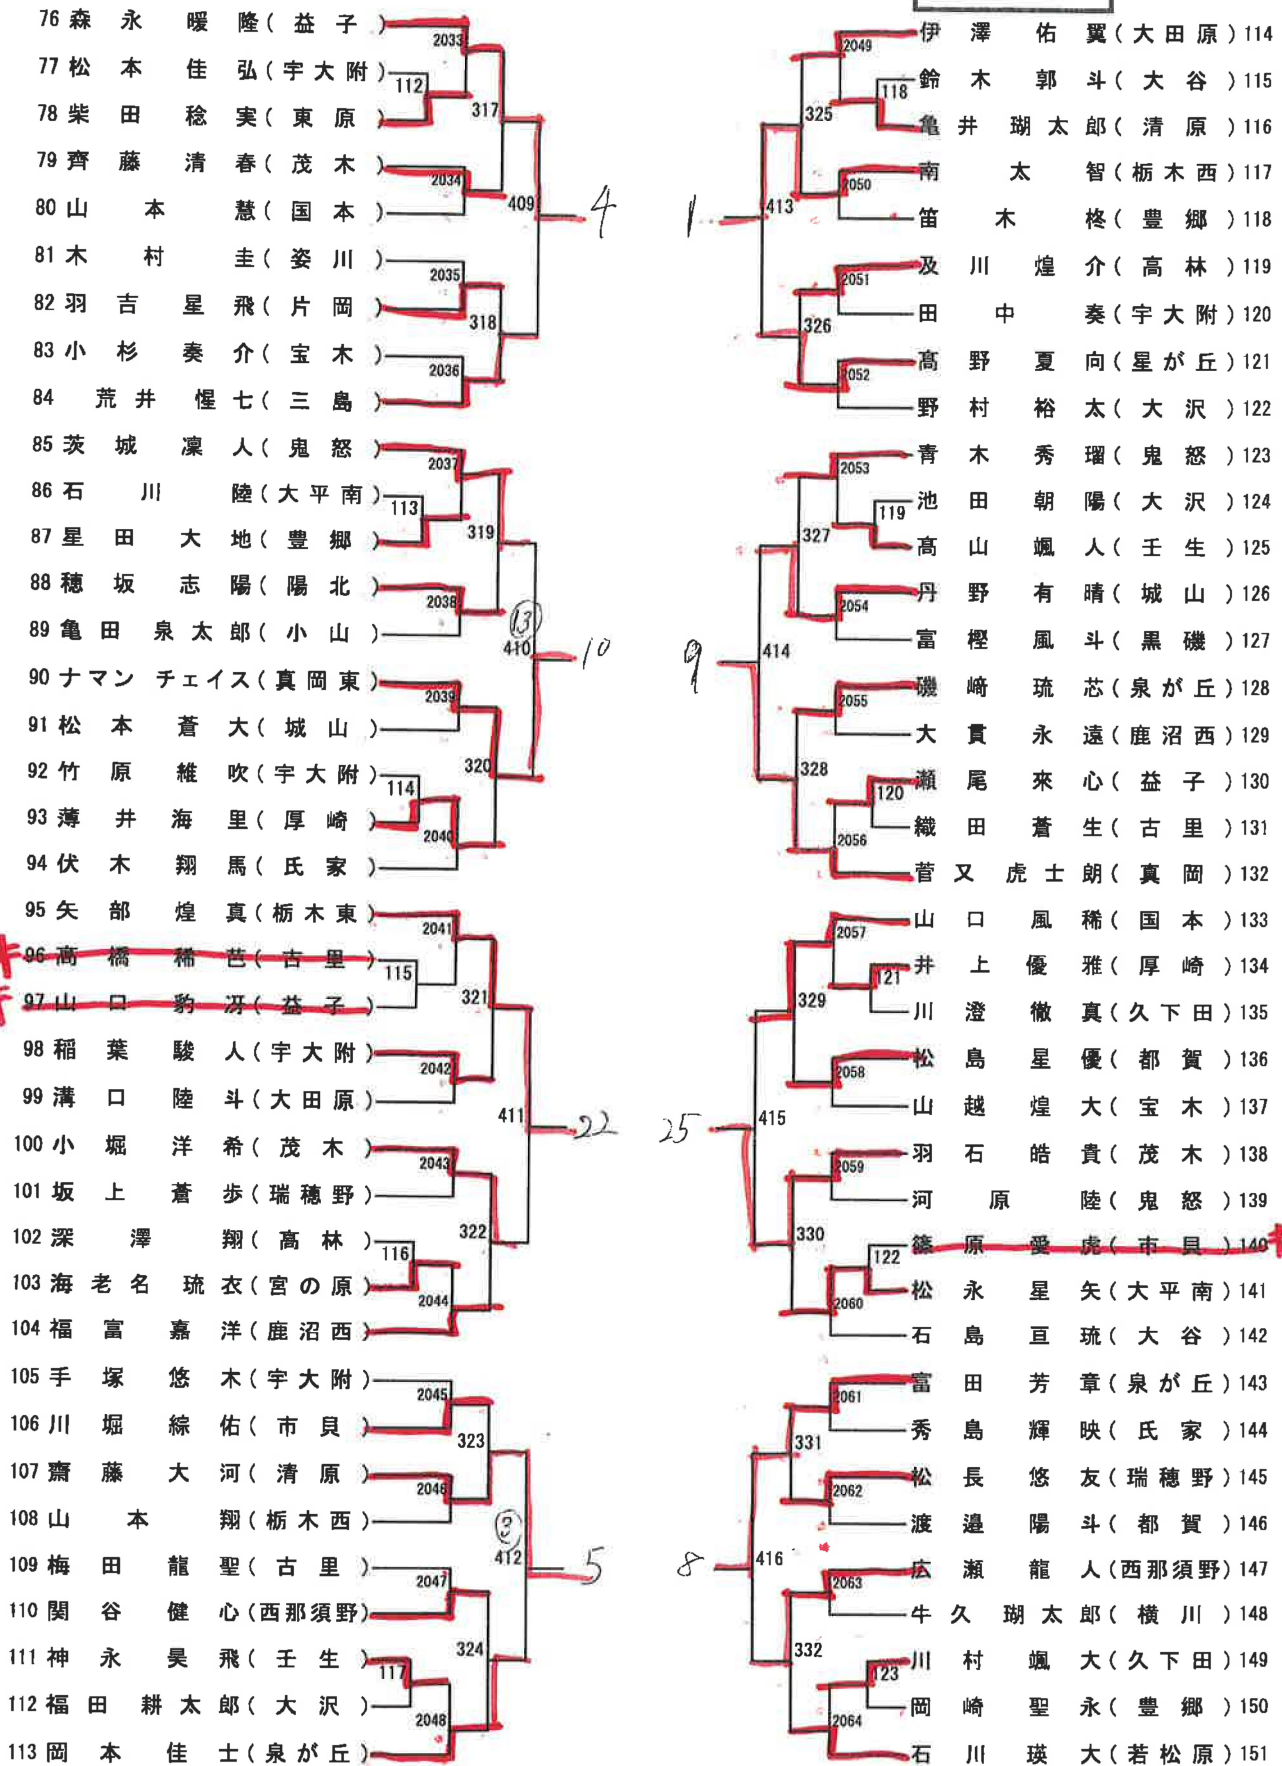 76 森永暖隆(益子)
77 松本佳弘(宇大附)
78 柴田稔実(東原)
79 齊藤清春(茂木)
80 山本慧(国本)
81 木村圭(姿川)
82 羽吉星飛(片岡)
83 小杉奏介(宝木)
84 荒井惺七(三島)
85 茨城凜人(鬼怒)
86 石川陸(大平南)
87 星田大地(豊郷)
88 穂坂志陽(陽北)
89 亀田泉太郎(小山)
90 ナマン チェイス(真岡東)
91 松本蒼大(城山)
92 竹原維吹(宇大附)
93 薄井海里(厚崎)
94 伏木翔馬(氏家)
95 矢部煌真(栃木東)
96 高橋稀芭(古里)
97 山口豹冴(益子)
98 稲葉駿人(宇大附)
99 溝口陸斗(大田原)
100 小堀洋希(茂木)
101 坂上蒼歩(瑞穂野)
102 深澤翔(高林)
103 海老名琉衣(宮の原)
104 福富嘉洋(鹿沼西)
105 手塚悠木(宇大附)
106 川堀綜佑(市貝)
107 齋藤大河(清原)
108 山本翔(栃木西)
109 梅田龍聖(古里)
110 関谷健心(西那須野)
111 神永昊飛(壬生)
112 福田耕太郎(大沢)
113 岡本佳士(泉が丘)
2033
112
317
2034
409
4
2035
318
2036
2037
113
319
2038
⑬
410
10
2039
320
114
2040
2041
115
321
2042
411
22
2043
322
116
2044
2045
323
2046
③
412
5
2047
324
117
2048
伊澤佑翼(大田原)114
鈴木郭斗(大谷)115
亀井瑚太郎(清原)116
南太智(栃木西)117
笛木柊(豊郷)118
及川煌介(高林)119
田中奏(宇大附)120
髙野夏向(星が丘)121
野村裕太(大沢)122
青木秀瑠(鬼怒)123
池田朝陽(大沢)124
髙山颯人(壬生)125
丹野有晴(城山)126
富樫風斗(黒磯)127
磯﨑琉芯(泉が丘)128
大貫永遠(鹿沼西)129
瀬尾來心(益子)130
織田蒼生(古里)131
菅又虎士朗(真岡)132
山口風稀(国本)133
井上優雅(厚崎)134
川澄徹真(久下田)135
松島星優(都賀)136
山越煌大(宝木)137
羽石皓貴(茂木)138
河原陸(鬼怒)139
篠原愛虎(市貝)140
松永星矢(大平南)141
石島亘琉(大谷)142
富田芳章(泉が丘)143
秀島輝映(氏家)144
松長悠友(瑞穂野)145
渡邉陽斗(都賀)146
広瀬龍人(西那須野)147
牛久瑚太郎(横川)148
川村颯大(久下田)149
岡崎聖永(豊郷)150
石川瑛大(若松原)151
2049
118
325
2050
1
413
2051
326
2052
2053
119
327
2054
9
414
2055
328
120
2056
2057
121
329
2058
25
415
2059
330
122
2060
2061
331
2062
8
416
2063
332
123
2064